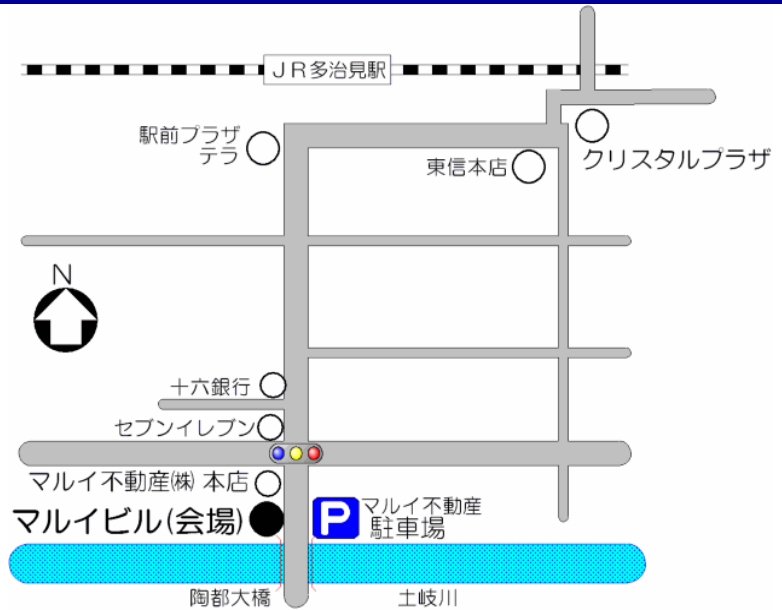 JR多治見駅
駅前プラザ
テラ
東信本店
クリスタルプラザ
N
十六銀行
セブンイレブン
マルイ不動産㈱ 本店
マルイビル(会場)
P
マルイ不動産
駐車場
陶都大橋
土岐川